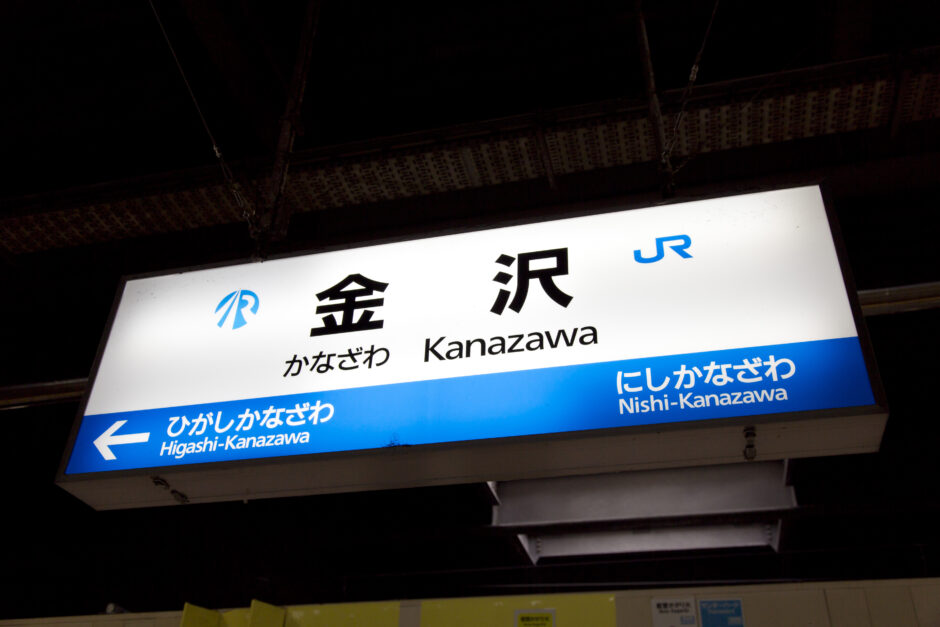 金沢
JR
かなざわ Kanazawa
ひがしかなざわ
Higashi-Kanazawa
にしかなざわ
Nishi-Kanazawa